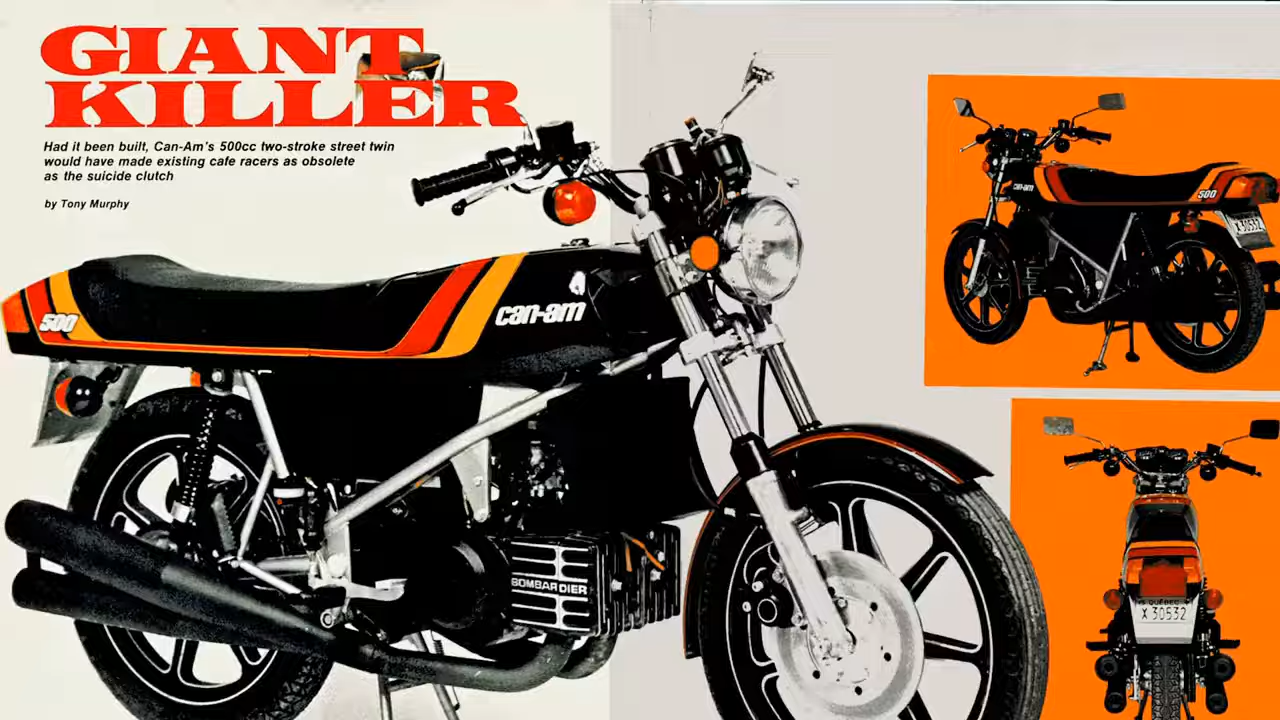 GIANT
KILLER
Had it been built, Can-Am's 500cc two-stroke street twin
would have made existing cafe racers as obsolete
as the suicide clutch
by Tony Murphy
500
can-am
BOMBARDIER
can-am
500
X 30532
QUÉBEC
X 30532